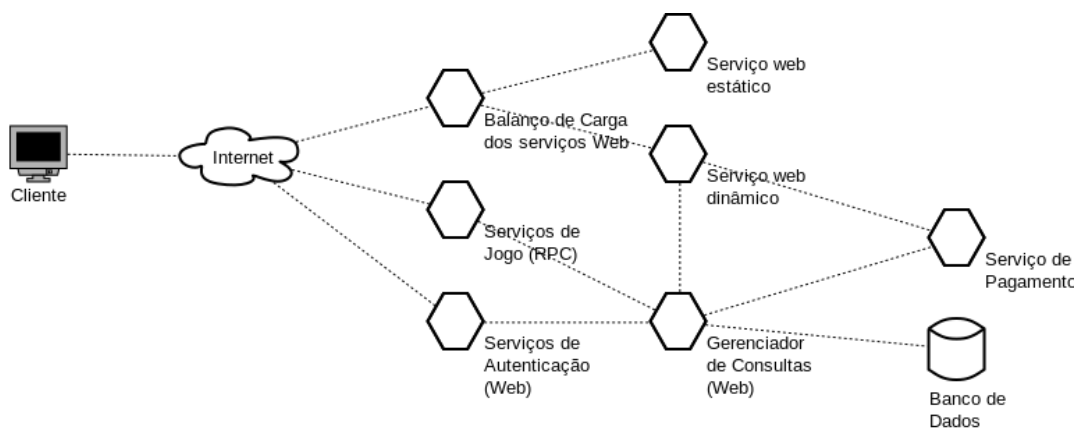 Serviço web
estático
Balanço de Carga
dos serviços Web
Internet
Cliente
Serviço web
dinâmico
Serviços de
Jogo (RPC)
Serviço de
Pagamento
Serviços de
Autenticação
(Web)
Gerenciador
de Consultas
(Web)
Banco de
Dados